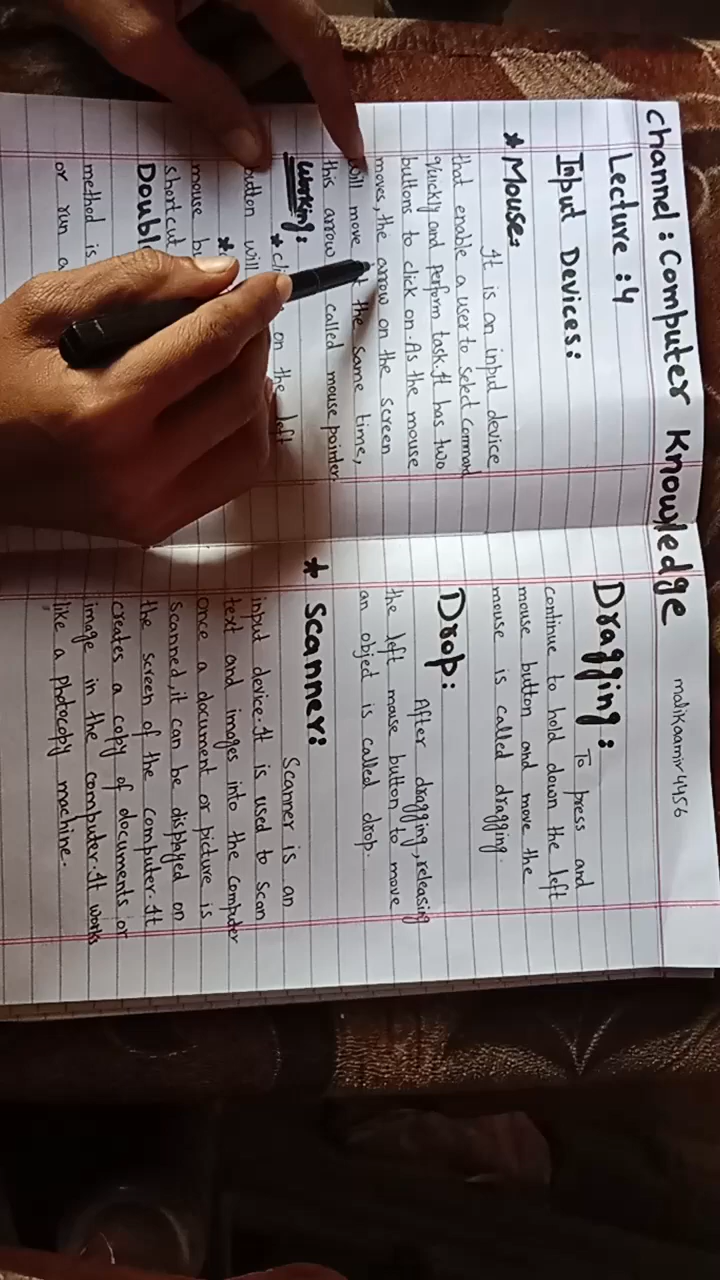 Channel: Computer Knowledge
malikaamir4456
Lecture: 4
Input Devices:
* Mouse:
It is an input device
that enable a user to select command
quickly and perform task. It has two
buttons to click on. As the mouse
moves, the arrow on the screen
will move at the same time,
this arrow called mouse pointer.
Working:
* on the left
button will
*
mouse
shortcut
Doubl
method is
or run a
Dragging:
To press and
continue to hold down the left
mouse button and move the
mouse is called dragging.
Drop:
After dragging, releasing
the left mouse button to move
an object is called drop.
* Scanner:
Scanner is an
input device. It is used to scan
text and images into the computer
once a document or picture is
scanned, it can be displayed on
the screen of the computer. It
creates a copy of documents or
image in the computer. It works
like a photocopy machine.